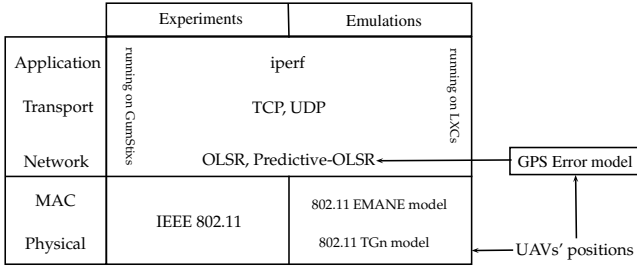 Experiments Emulations
Application iperf
running on GumStixs
running on LXCs
Transport TCP, UDP
Network OLSR, Predictive-OLSR GPS Error model
MAC IEEE 802.11 802.11 EMANE model
Physical 802.11 TGn model UAVs' positions